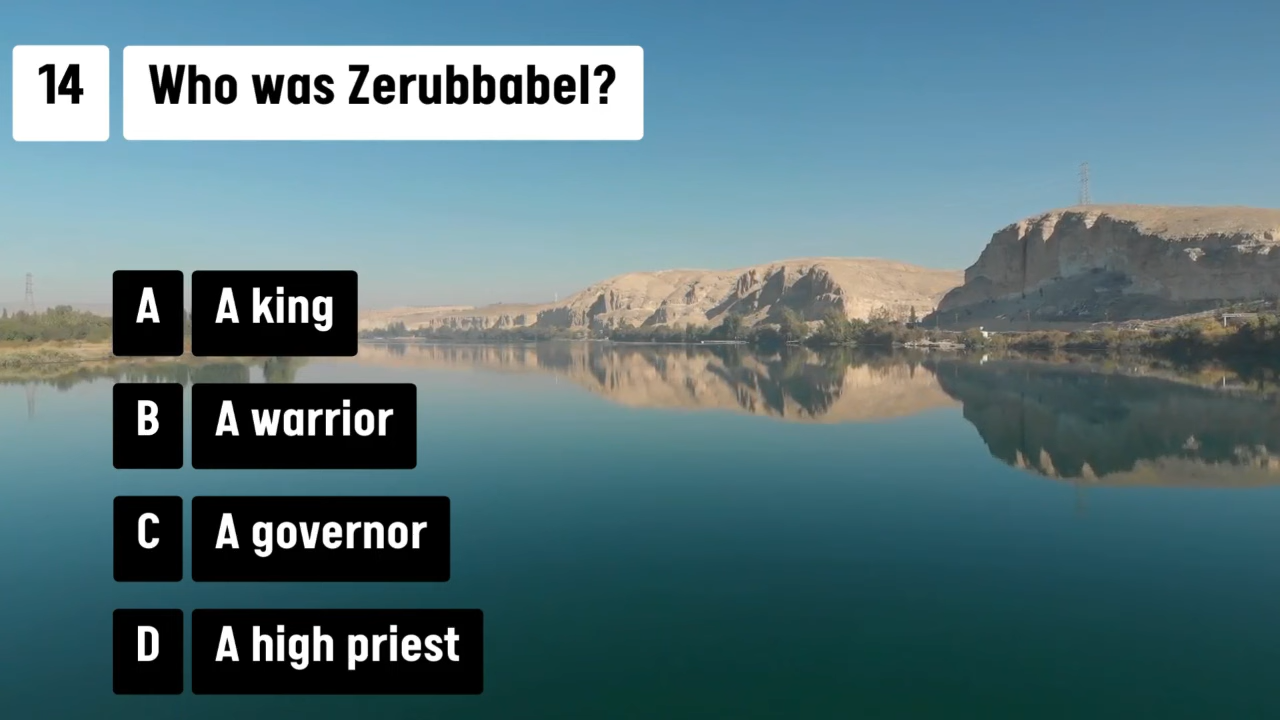 14 Who was Zerubbabel?
A A king
B A warrior
C A governor
D A high priest